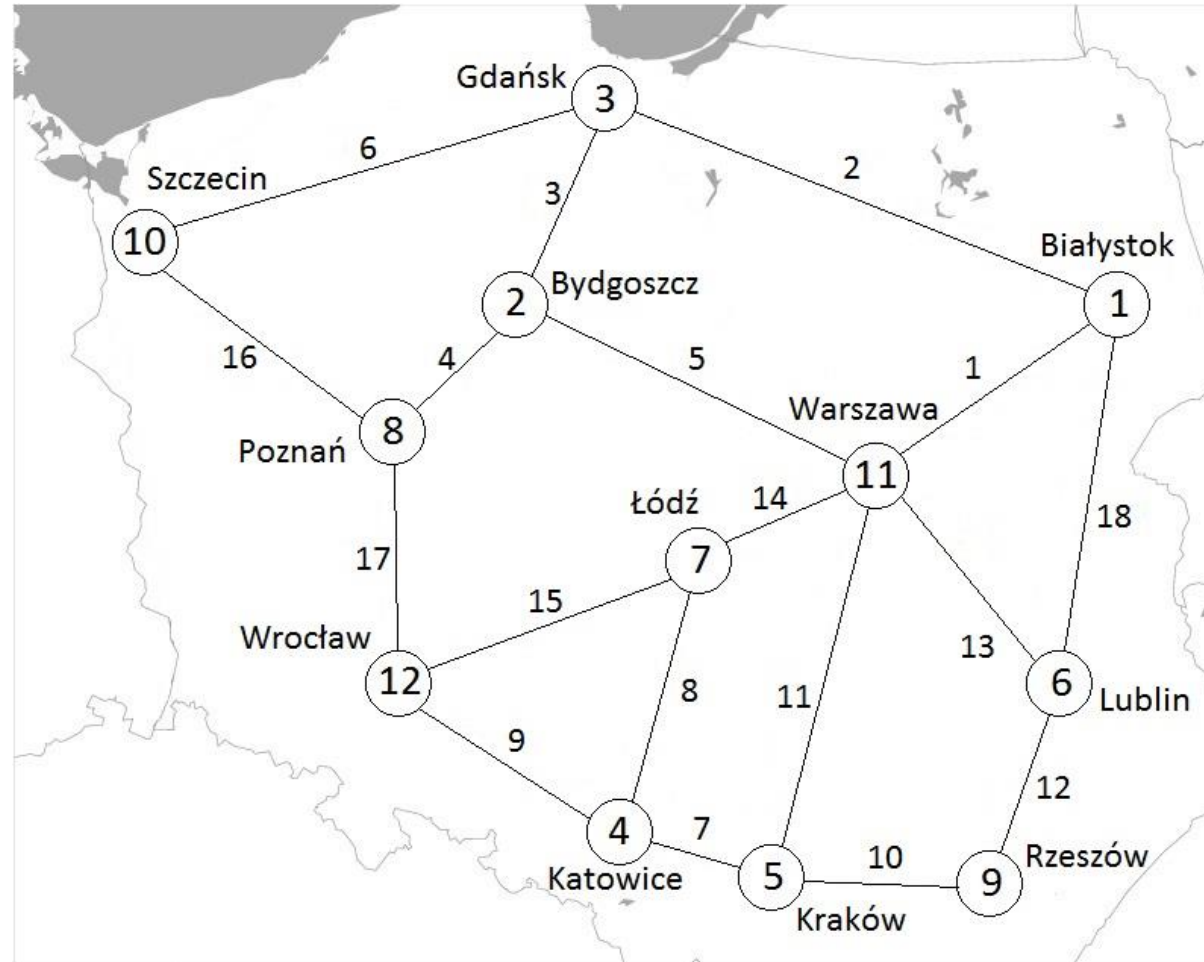 Gdańsk
3
6
2
Szczecin
3
10
Białystok
Bydgoszcz
2
1
16
4
5
1
Warszawa
8
Poznań
11
Łódź
14
18
17
7
15
Wrocław
13
12
8
11
6
Lublin
9
12
4
7
10
Rzeszów
5
9
Katowice
Kraków